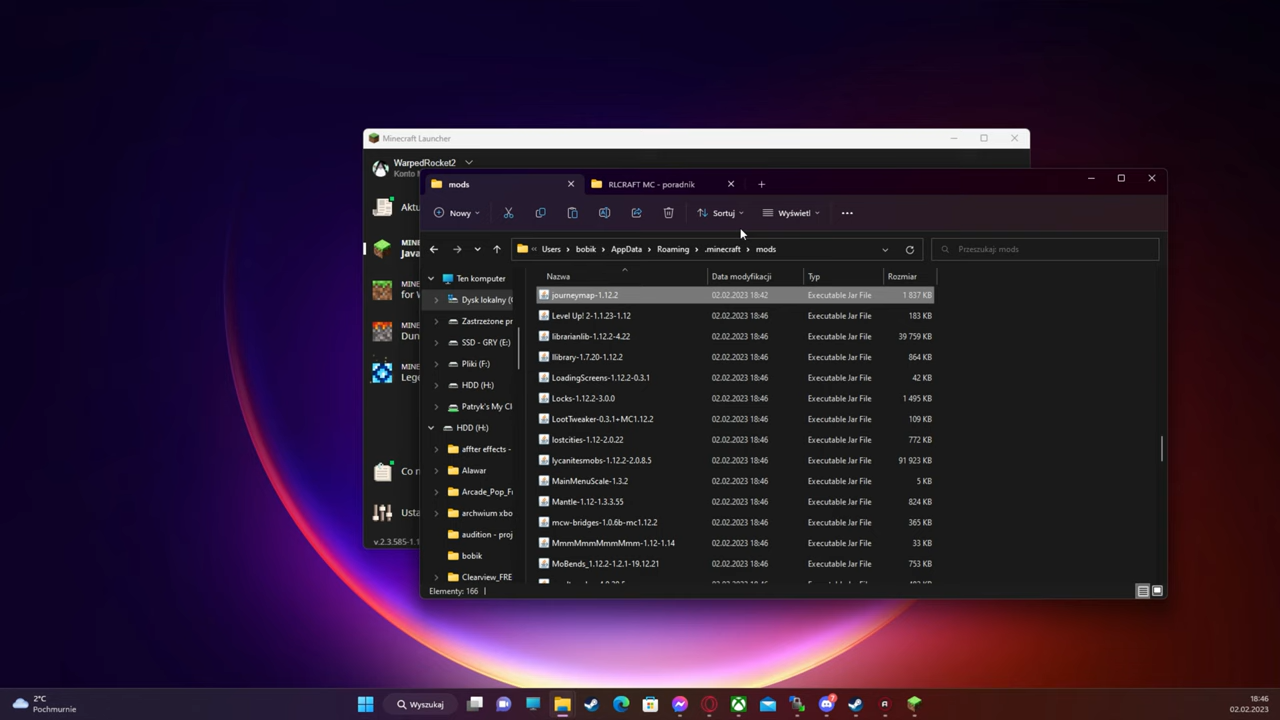 Minecraft Launcher
WarpedRocket2
Konto
Aktu
MINE
Java
MINE
for W
MINE
Dun
MINE
Lege
Co n
Usta
v.2.3.585-1.1
mods
RLCRAFT MC - poradnik
Nowy
Sortuj
Wyświetl
Users > bobik > AppData > Roaming > .minecraft > mods
Przeszukaj: mods
Ten komputer
Dysk lokalny (
Zastrzeżone pr
SSD - GRY (E:)
Pliki (F:)
HDD (H:)
Patryk's My Cl
HDD (H:)
affter effects -
Alawar
Arcade_Pop_Fu
archwium xbo
audition - proj
bobik
Clearview_FRE
Nazwa Data modyfikacji Typ Rozmiar
journeymap-1.12.2 02.02.2023 18:42 Executable Jar File 1 837 KB
Level Up! 2-1.1.23-1.12 02.02.2023 18:46 Executable Jar File 183 KB
librarianlib-1.12.2-4.22 02.02.2023 18:46 Executable Jar File 39 759 KB
llibrary-1.7.20-1.12.2 02.02.2023 18:46 Executable Jar File 864 KB
LoadingScreens-1.12.2-0.3.1 02.02.2023 18:46 Executable Jar File 42 KB
Locks-1.12.2-3.0.0 02.02.2023 18:46 Executable Jar File 1 495 KB
LootTweaker-0.3.1+MC1.12.2 02.02.2023 18:46 Executable Jar File 109 KB
lostcities-1.12-2.0.22 02.02.2023 18:46 Executable Jar File 772 KB
lycanitesmobs-1.12.2-2.0.8.5 02.02.2023 18:46 Executable Jar File 91 923 KB
MainMenuScale-1.3.2 02.02.2023 18:46 Executable Jar File 5 KB
Mantle-1.12-1.3.3.55 02.02.2023 18:46 Executable Jar File 824 KB
mcw-bridges-1.0.6b-mc1.12.2 02.02.2023 18:46 Executable Jar File 365 KB
MmmMmmMmmMmm-1.12-1.14 02.02.2023 18:46 Executable Jar File 33 KB
MoBends_1.12.2-1.2.1-19.12.21 02.02.2023 18:46 Executable Jar File 753 KB
Elementy: 166
2°C
Pochmurnie
Wyszukaj
7
18:46
02.02.2023